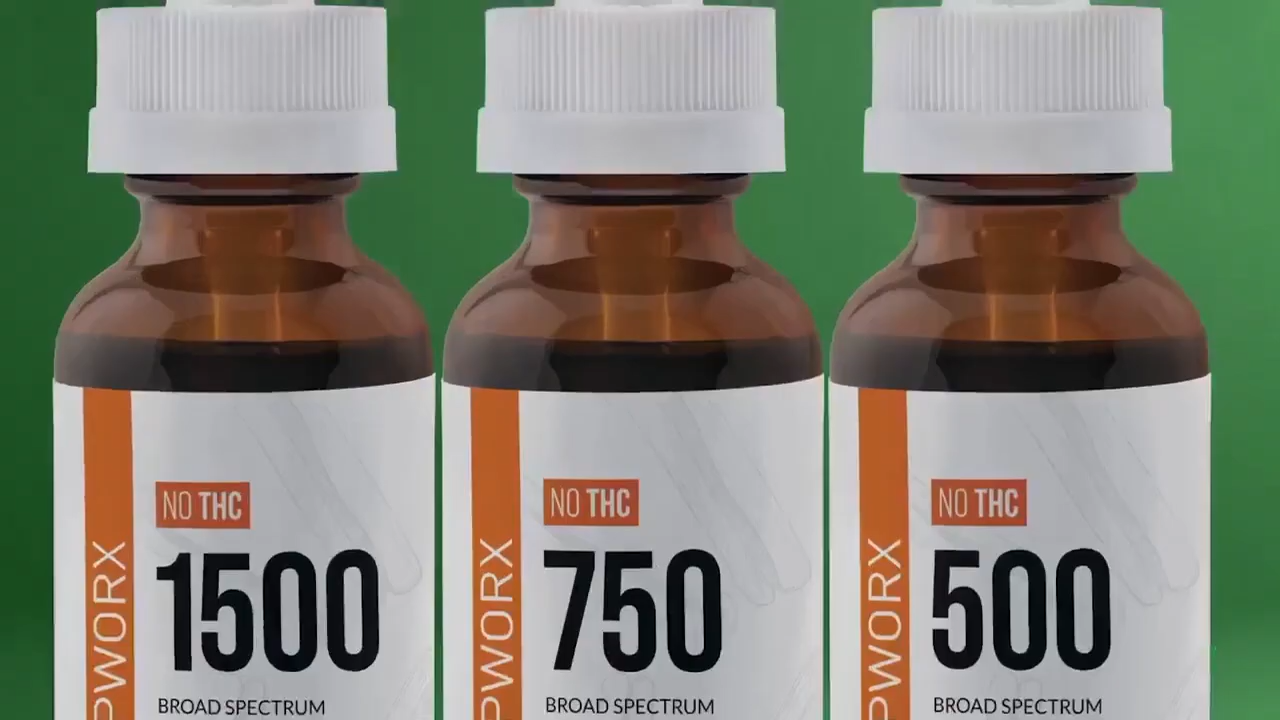 NO THC
1500
BROAD SPECTRUM
PWORX
NO THC
750
BROAD SPECTRUM
PWORX
NO THC
500
BROAD SPECTRUM
PWORX